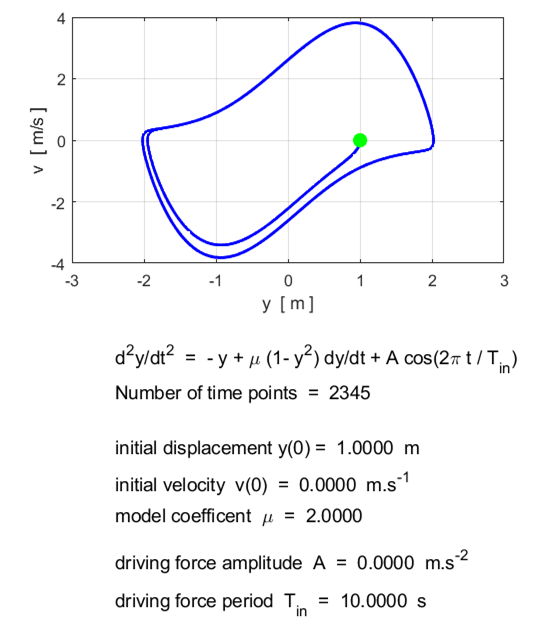 4
2
0
-2
-4
v [ m/s ]
-3 -2 -1 0 1 2 3
y [ m ]
d²y/dt² = - y + μ (1- y²) dy/dt + A cos(2π t / T_in)
Number of time points = 2345
initial displacement y(0) = 1.0000 m
initial velocity v(0) = 0.0000 m.s⁻¹
model coefficent μ = 2.0000
driving force amplitude A = 0.0000 m.s⁻²
driving force period T_in = 10.0000 s